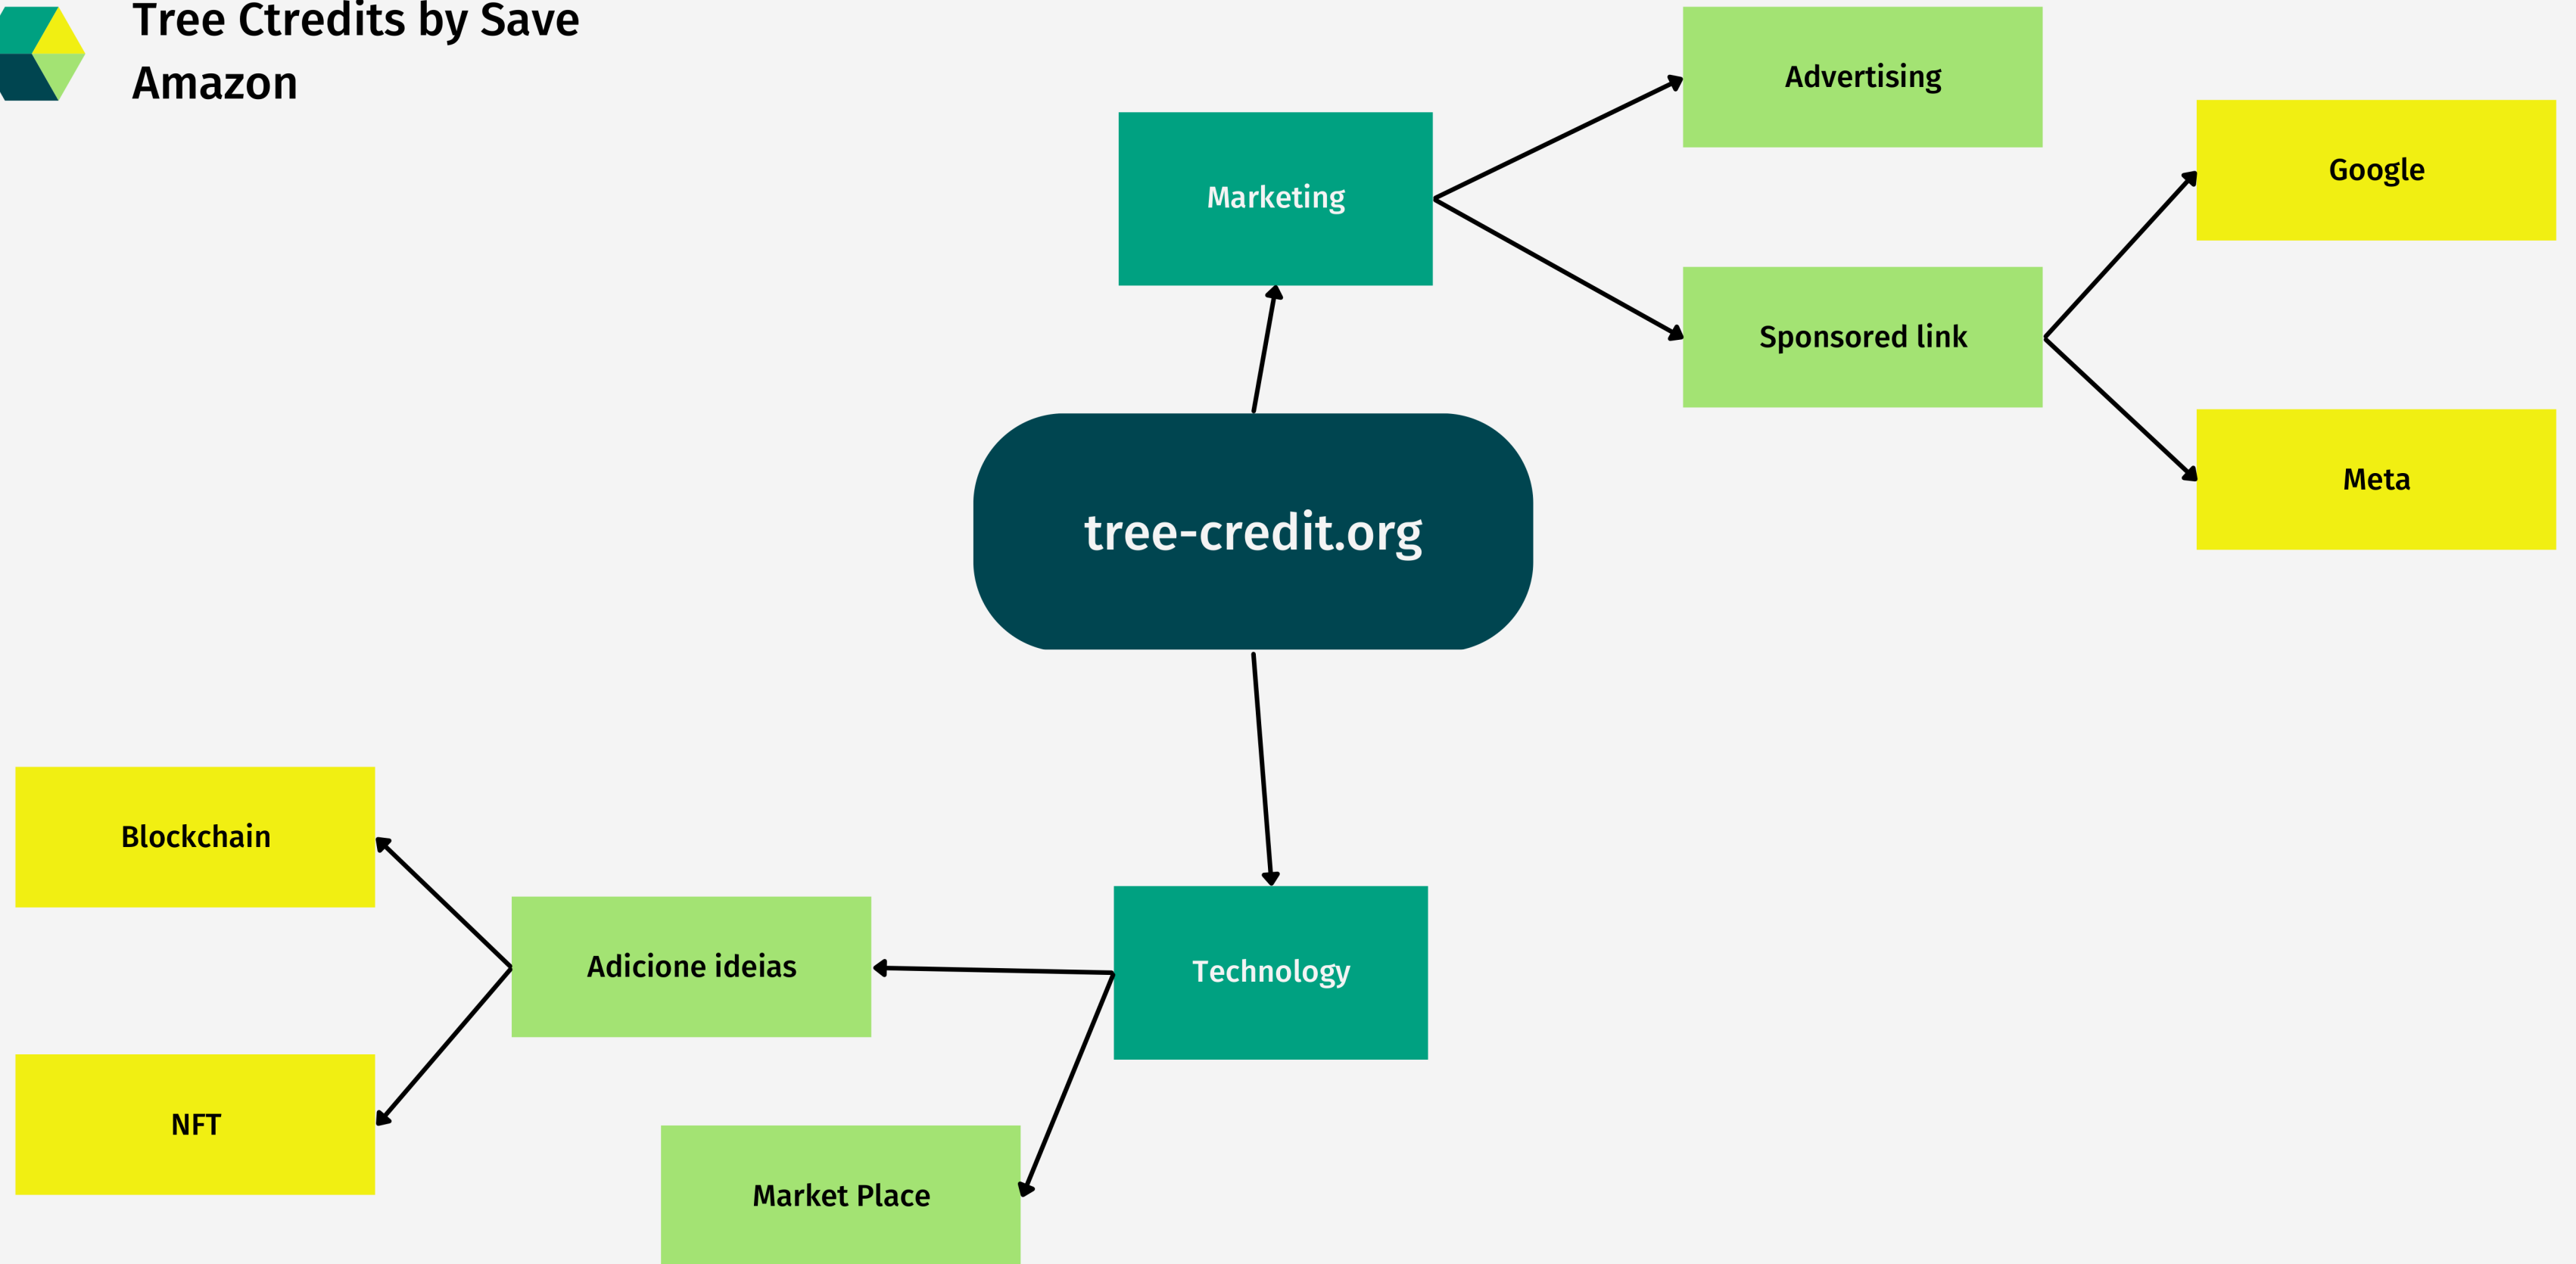 Tree Ctredits by Save
Amazon
Advertising
Marketing
Google
Sponsored link
Meta
tree-credit.org
Blockchain
Adicione ideias
Technology
NFT
Market Place